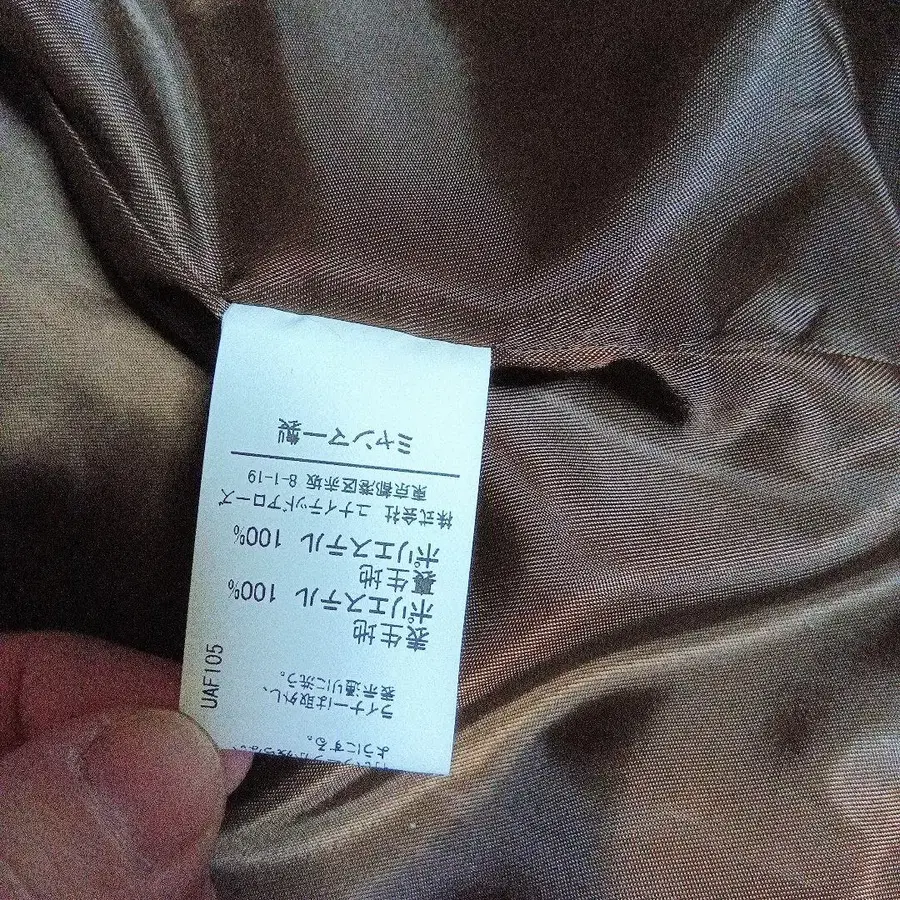 ようにする。
ライナーは取外し、
表示通りに洗う。
表生地
ポリエステル 100%
裏生地
ポリエステル 100%
株式会社 ユナイテッドアローズ
東京都港区赤坂 8-1-19
ミャンマー製
UAF105